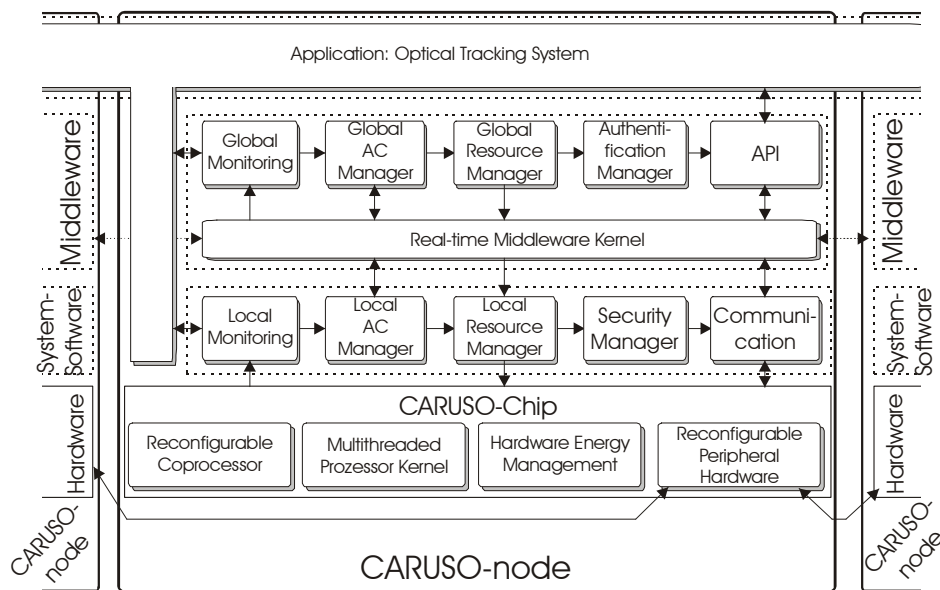 Application: Optical Tracking System
Middleware
Global
Monitoring
Global
AC
Manager
Global
Resource
Manager
Authenti-
fification
Manager
API
Middleware
Real-time Middleware Kernel
System-
Software
Local
Monitoring
Local
AC
Manager
Local
Resource
Manager
Security
Manager
Communi-
cation
System-
Software
Hardware
CARUSO-Chip
Reconfigurable
Coprocessor
Multithreaded
Prozessor Kernel
Hardware Energy
Management
Reconfigurable
Peripheral
Hardware
Hardware
CARUSO-
node
CARUSO-node
CARUSO-
node